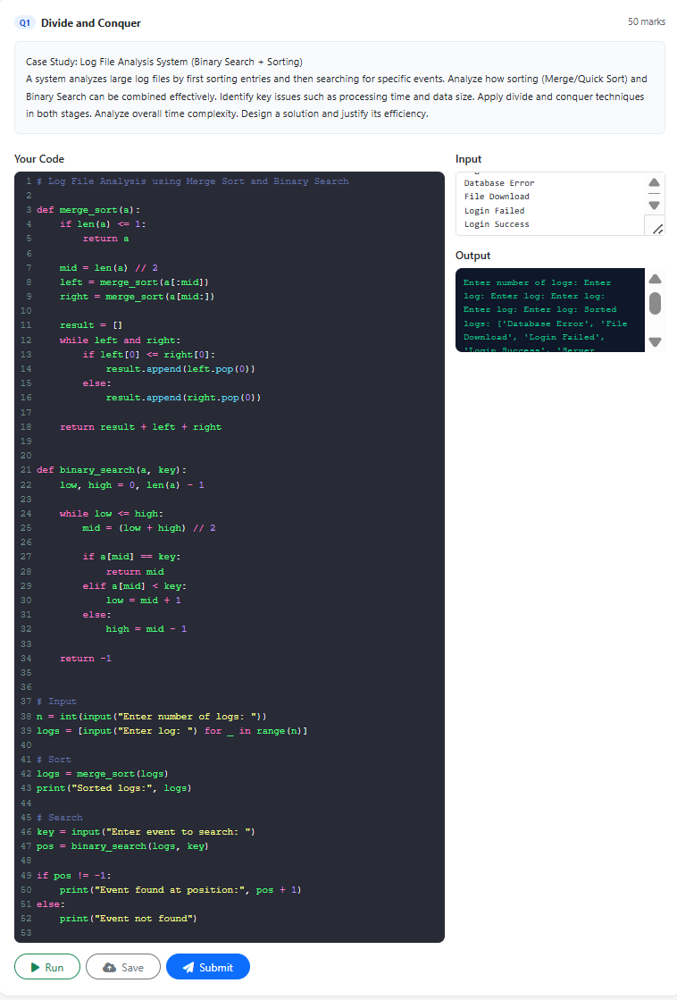 Q1 Divide and Conquer
50 marks
Case Study: Log File Analysis System (Binary Search + Sorting)
A system analyzes large log files by first sorting entries and then searching for specific events. Analyze how sorting (Merge/Quick Sort) and
Binary Search can be combined effectively. Identify key issues such as processing time and data size. Apply divide and conquer techniques
in both stages. Analyze overall time complexity. Design a solution and justify its efficiency.
Your Code
1 # Log File Analysis using Merge Sort and Binary Search
2
3 def merge_sort(a):
4     if len(a) <= 1:
5         return a
6
7     mid = len(a) // 2
8     left = merge_sort(a[:mid])
9     right = merge_sort(a[mid:])
10
11     result = []
12     while left and right:
13         if left[0] <= right[0]:
14             result.append(left.pop(0))
15         else:
16             result.append(right.pop(0))
17
18     return result + left + right
19
20
21 def binary_search(a, key):
22     low, high = 0, len(a) - 1
23
24     while low <= high:
25         mid = (low + high) // 2
26
27         if a[mid] == key:
28             return mid
29         elif a[mid] < key:
30             low = mid + 1
31         else:
32             high = mid - 1
33
34     return -1
35
36
37 # Input
38 n = int(input("Enter number of logs: "))
39 logs = [input("Enter log: ") for _ in range(n)]
40
41 # Sort
42 logs = merge_sort(logs)
43 print("Sorted logs:", logs)
44
45 # Search
46 key = input("Enter event to search: ")
47 pos = binary_search(logs, key)
48
49 if pos != -1:
50     print("Event found at position:", pos + 1)
51 else:
52     print("Event not found")
53
Input
Database Error
File Download
Login Failed
Login Success
Output
Enter number of logs: Enter
log: Enter log: Enter log:
Enter log: Enter log: Sorted
logs: ['Database Error', 'File
Download', 'Login Failed',
'Login Success', 'Server
Run
Save
Submit